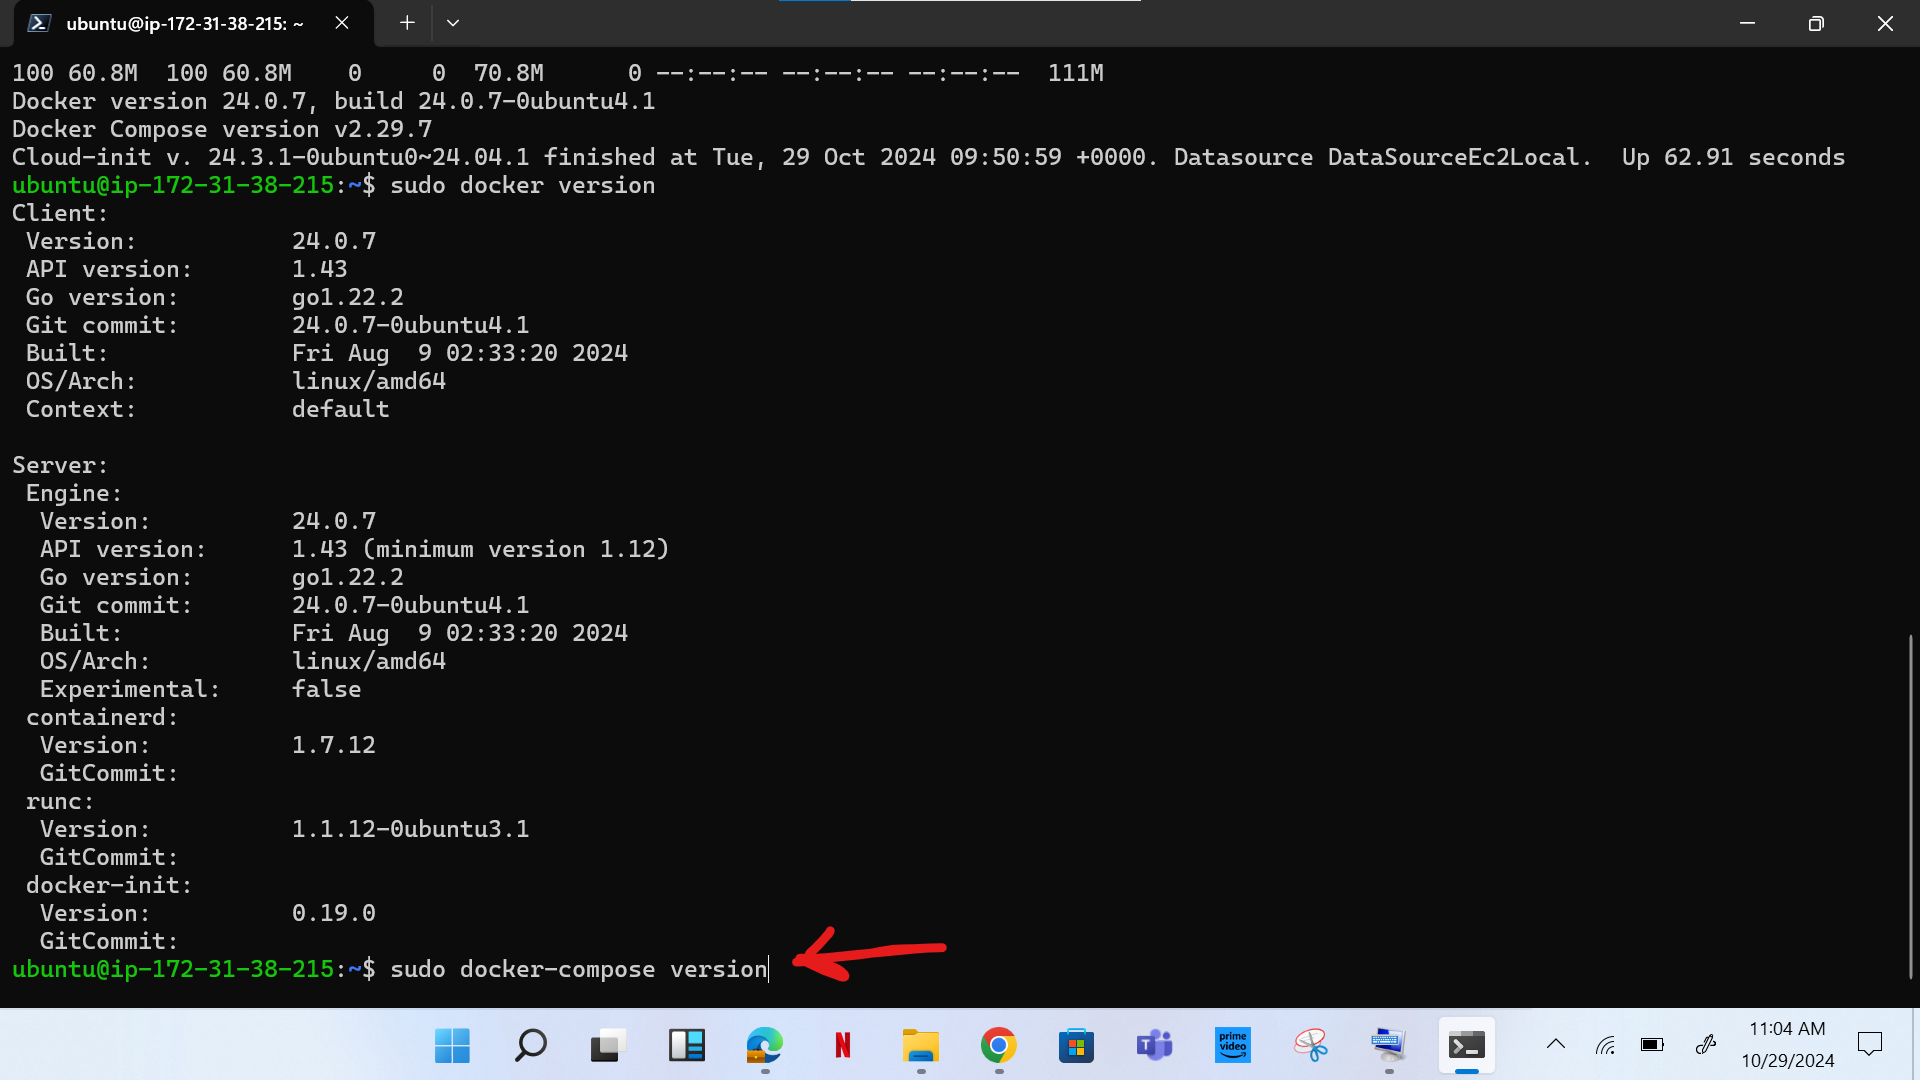 ubuntu@ip-172-31-38-215: ~
100 60.8M  100 60.8M    0     0  70.8M      0 --:--:-- --:--:-- --:--:--  111M
Docker version 24.0.7, build 24.0.7-0ubuntu4.1
Docker Compose version v2.29.7
Cloud-init v. 24.3.1-0ubuntu0~24.04.1 finished at Tue, 29 Oct 2024 09:50:59 +0000. Datasource DataSourceEc2Local.  Up 62.91 seconds
ubuntu@ip-172-31-38-215:~$ sudo docker version
Client:
 Version:           24.0.7
 API version:       1.43
 Go version:        go1.22.2
 Git commit:        24.0.7-0ubuntu4.1
 Built:             Fri Aug  9 02:33:20 2024
 OS/Arch:           linux/amd64
 Context:           default
Server:
 Engine:
  Version:          24.0.7
  API version:      1.43 (minimum version 1.12)
  Go version:       go1.22.2
  Git commit:       24.0.7-0ubuntu4.1
  Built:            Fri Aug  9 02:33:20 2024
  OS/Arch:          linux/amd64
  Experimental:     false
 containerd:
  Version:          1.7.12
  GitCommit:
 runc:
  Version:          1.1.12-0ubuntu3.1
  GitCommit:
 docker-init:
  Version:          0.19.0
  GitCommit:
ubuntu@ip-172-31-38-215:~$ sudo docker-compose version
N
T
prime
video
11:04 AM
10/29/2024